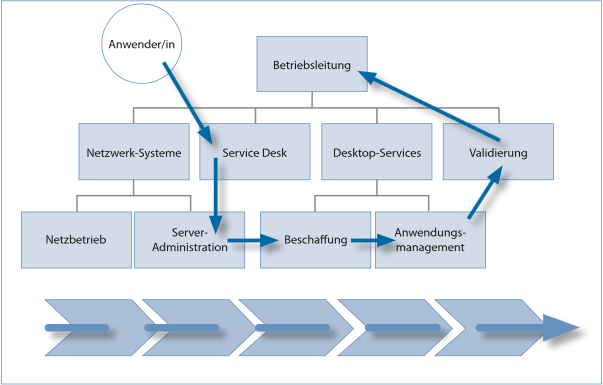 Anwender/in
Betriebsleitung
Netzwerk-Systeme
Service Desk
Desktop-Services
Validierung
Netzbetrieb
Server-
Administration
Beschaffung
Anwendungs-
management